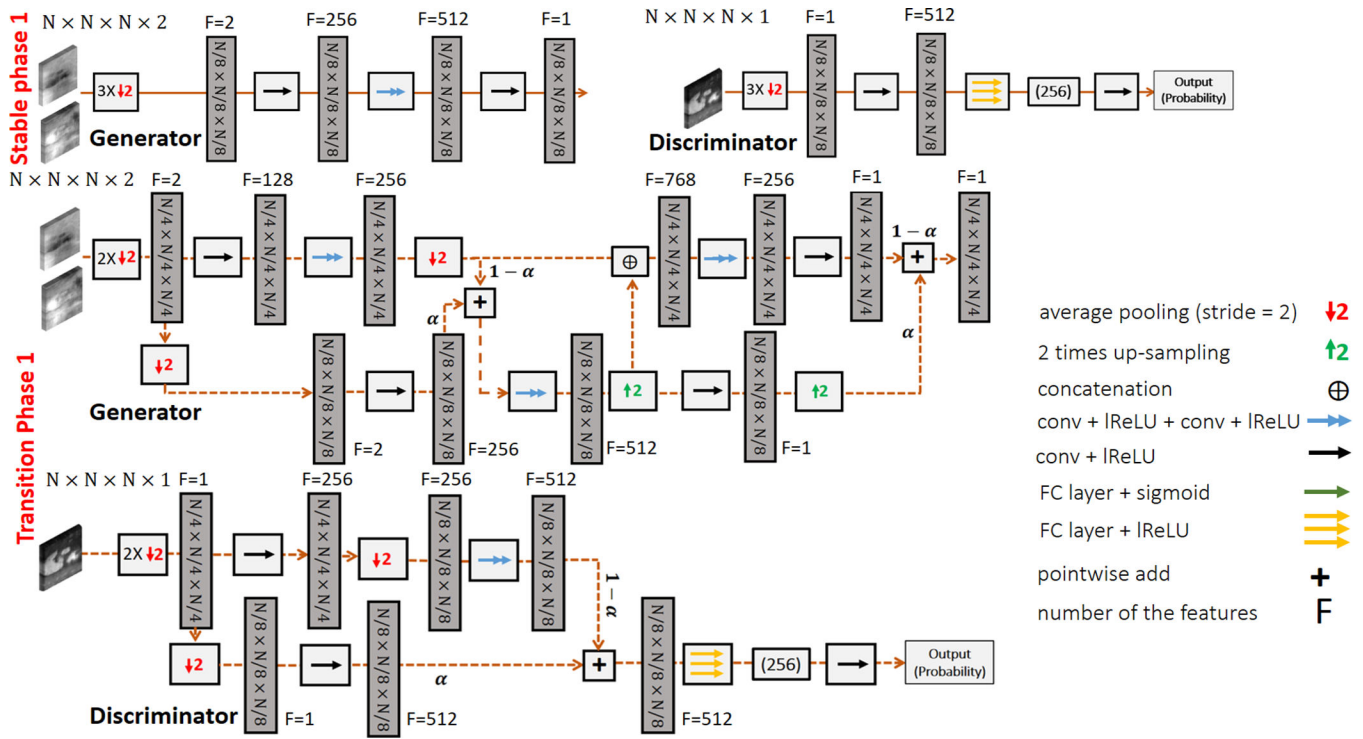 Stable phase 1
N × N × N × 2
F=2
F=256
F=512
F=1
3X ↓2
N/8 × N/8 × N/8
N/8 × N/8 × N/8
N/8 × N/8 × N/8
N/8 × N/8 × N/8
Generator
N × N × N × 1
F=1
F=512
3X ↓2
N/8 × N/8 × N/8
N/8 × N/8 × N/8
(256)
Output
(Probability)
Discriminator
Transition Phase 1
N × N × N × 2
F=2
F=128
F=256
F=768
F=256
F=1
F=1
2X ↓2
N/4 × N/4 × N/4
N/4 × N/4 × N/4
N/4 × N/4 × N/4
↓2
1 − α
+
α
⊕
N/4 × N/4 × N/4
N/4 × N/4 × N/4
N/4 × N/4 × N/4
1 − α
+
α
N/4 × N/4 × N/4
↓2
Generator
N/8 × N/8 × N/8
N/8 × N/8 × N/8
N/8 × N/8 × N/8
↑2
N/8 × N/8 × N/8
↑2
F=2
F=256
F=512
F=1
N × N × N × 1
F=1
F=256
F=256
F=512
2X ↓2
N/4 × N/4 × N/4
N/4 × N/4 × N/4
↓2
N/8 × N/8 × N/8
N/8 × N/8 × N/8
1 − α
↓2
N/8 × N/8 × N/8
N/8 × N/8 × N/8
α
+
N/8 × N/8 × N/8
(256)
Output
(Probability)
Discriminator
F=1
F=512
F=512
average pooling (stride = 2) ↓2
2 times up-sampling ↑2
concatenation ⊕
conv + lReLU + conv + lReLU
conv + lReLU
FC layer + sigmoid
FC layer + lReLU
pointwise add +
number of the features F